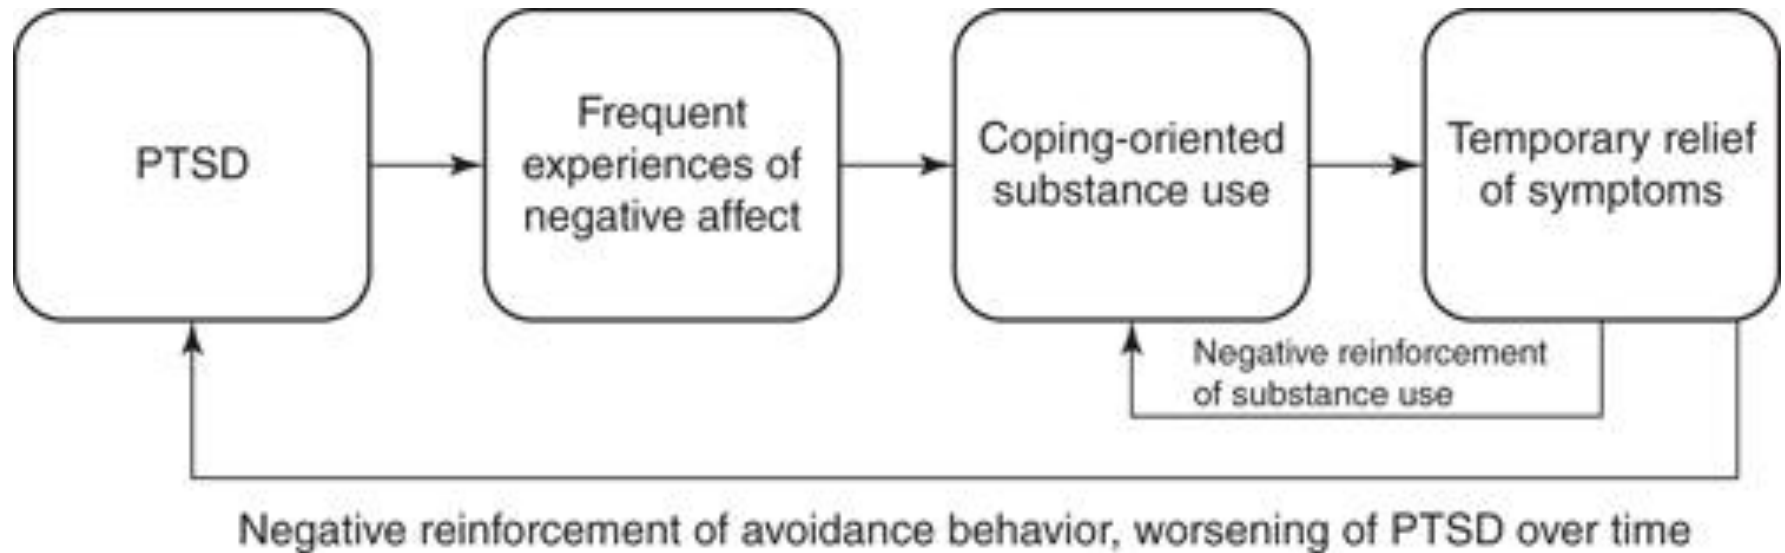 PTSD
Frequent
experiences of
negative affect
Coping-oriented
substance use
Temporary relief
of symptoms
Negative reinforcement
of substance use
Negative reinforcement of avoidance behavior, worsening of PTSD over time